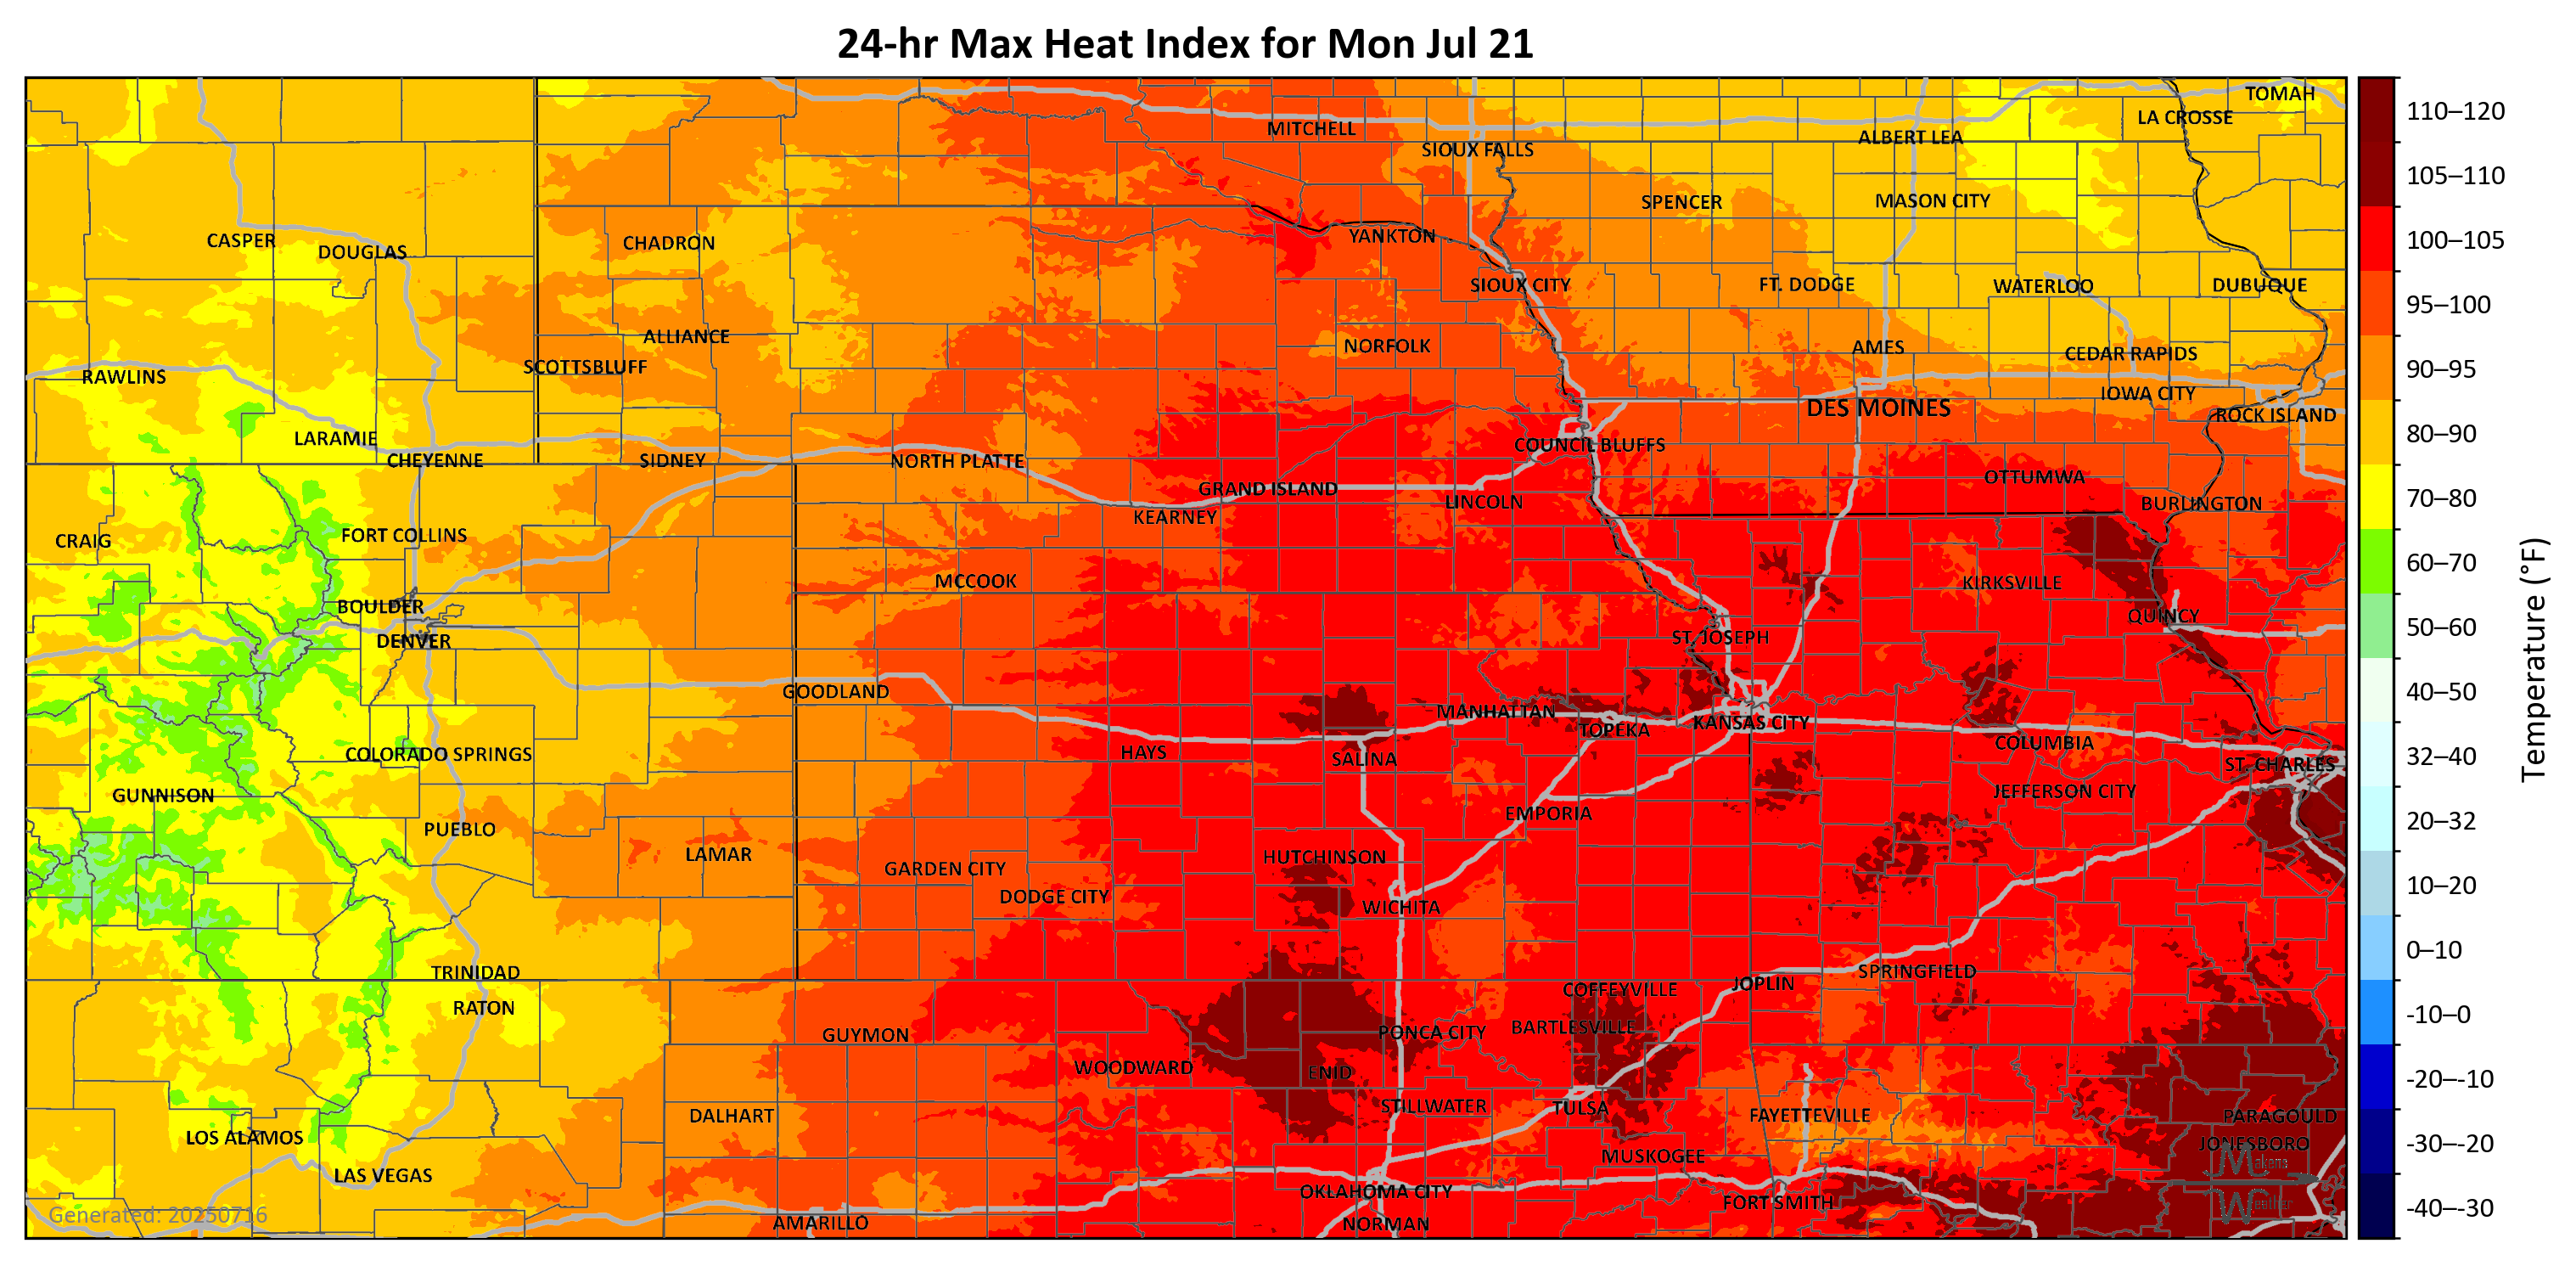 24-hr Max Heat Index for Mon Jul 21
TOMAH
LA CROSSE
MITCHELL
ALBERT LEA
SIOUX FALLS
SPENCER
MASON CITY
CASPER
DOUGLAS
CHADRON
YANKTON
SIOUX CITY
FT. DODGE
WATERLOO
DUBUQUE
ALLIANCE
NORFOLK
AMES
CEDAR RAPIDS
SCOTTSBLUFF
RAWLINS
IOWA CITY
DES MOINES
ROCK ISLAND
LARAMIE
COUNCIL BLUFFS
CHEYENNE
SIDNEY
NORTH PLATTE
OTTUMWA
GRAND ISLAND
LINCOLN
BURLINGTON
KEARNEY
CRAIG
FORT COLLINS
MCCOOK
KIRKSVILLE
BOULDER
QUINCY
DENVER
ST. JOSEPH
GOODLAND
MANHATTAN
TOPEKA
KANSAS CITY
COLUMBIA
COLORADO SPRINGS
HAYS
SALINA
ST. CHARLES
GUNNISON
JEFFERSON CITY
EMPORIA
PUEBLO
LAMAR
HUTCHINSON
GARDEN CITY
DODGE CITY
WICHITA
TRINIDAD
SPRINGFIELD
JOPLIN
COFFEYVILLE
RATON
GUYMON
PONCA CITY
BARTLESVILLE
WOODWARD
ENID
STILLWATER
TULSA
DALHART
FAYETTEVILLE
PARAGOULD
LOS ALAMOS
JONESBORO
MUSKOGEE
LAS VEGAS
OKLAHOMA CITY
FORT SMITH
AMARILLO
NORMAN
Makens
Weather
Generated: 20250716
110–120
105–110
100–105
95–100
90–95
80–90
70–80
60–70
50–60
40–50
32–40
20–32
10–20
0–10
-10–0
-20–-10
-30–-20
-40–-30
Temperature (°F)